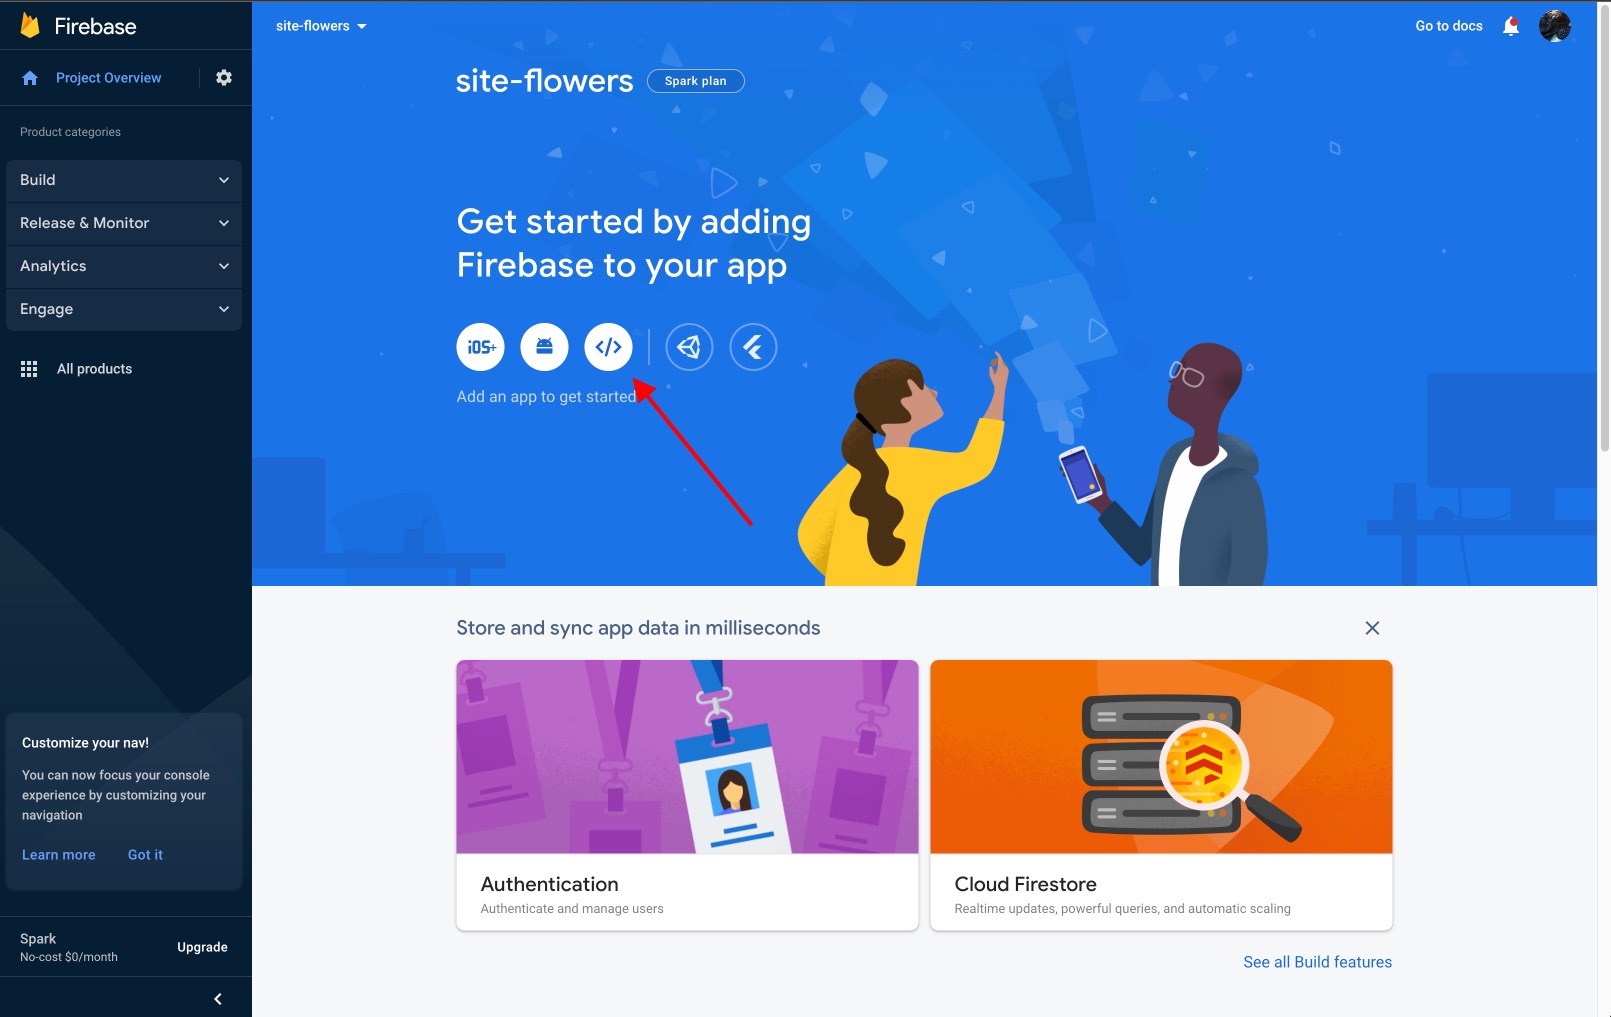 Firebase
site-flowers
Go to docs
Project Overview
site-flowers
Spark plan
Product categories
Build
Release & Monitor
Analytics
Engage
All products
Get started by adding
Firebase to your app
iOS+
Add an app to get started
Customize your nav!
You can now focus your console
experience by customizing your
navigation
Learn more
Got it
Spark
No-cost $0/month
Upgrade
Store and sync app data in milliseconds
Authentication
Authenticate and manage users
Cloud Firestore
Realtime updates, powerful queries, and automatic scaling
See all Build features